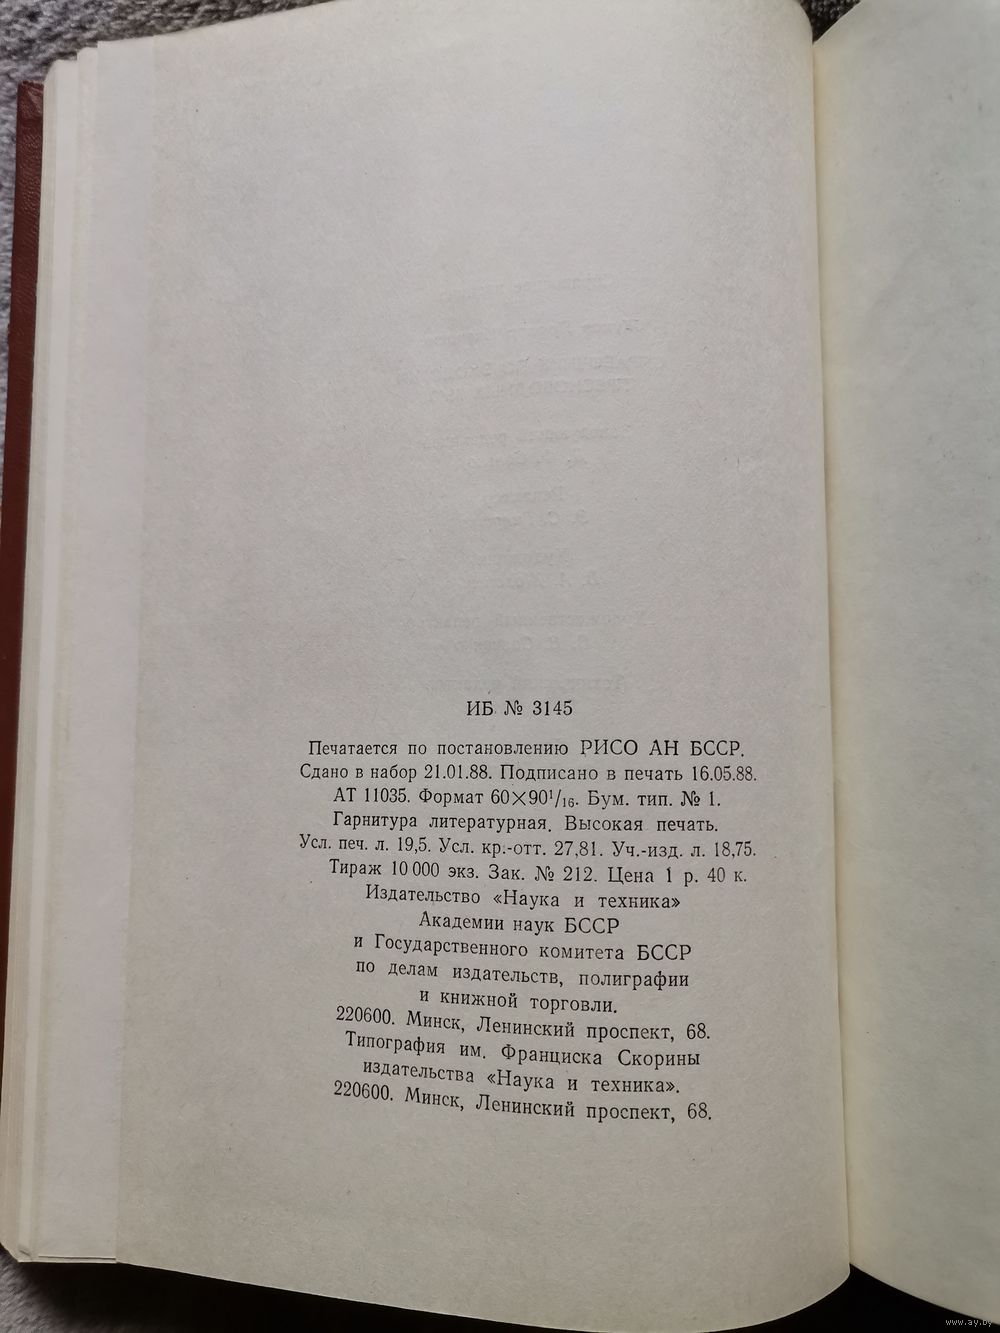 ИБ № 3145
Печатается по постановлению РИСО АН БССР.
Сдано в набор 21.01.88. Подписано в печать 16.05.88.
АТ 11035. Формат 60×90¹/₁₆. Бум. тип. № 1.
Гарнитура литературная. Высокая печать.
Усл. печ. л. 19,5. Усл. кр.-отт. 27,81. Уч.-изд. л. 18,75.
Тираж 10 000 экз. Зак. № 212. Цена 1 р. 40 к.
Издательство «Наука и техника»
Академии наук БССР
и Государственного комитета БССР
по делам издательств, полиграфии
и книжной торговли.
220600. Минск, Ленинский проспект, 68.
Типография им. Франциска Скорины
издательства «Наука и техника».
220600. Минск, Ленинский проспект, 68.
www.ay.by